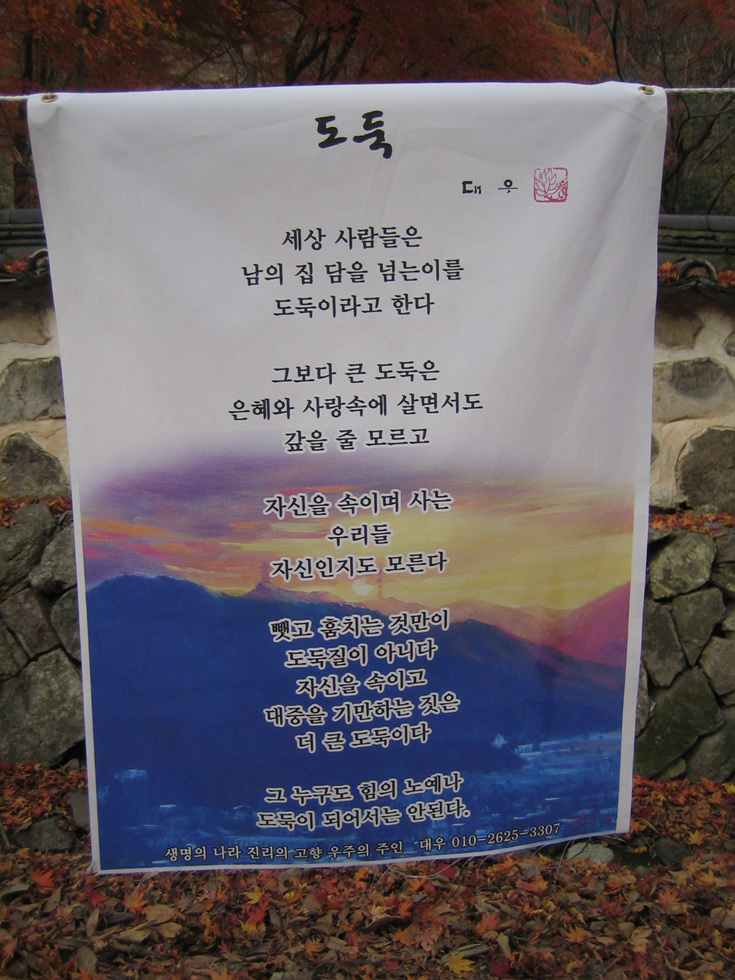 도둑
대우
세상 사람들은
남의 집 담을 넘는이를
도둑이라고 한다
그보다 큰 도둑은
은혜와 사랑속에 살면서도
갚을 줄 모르고
자신을 속이며 사는
우리들
자신인지도 모른다
뺏고 훔치는 것만이
도둑질이 아니다
자신을 속이고
대중을 기만하는 짓은
더 큰 도둑이다
그 누구도 힘의 노예나
도둑이 되어서는 안된다.
생명의 나라 진리의 고향 우주의 주인 대우 010-2625-3307